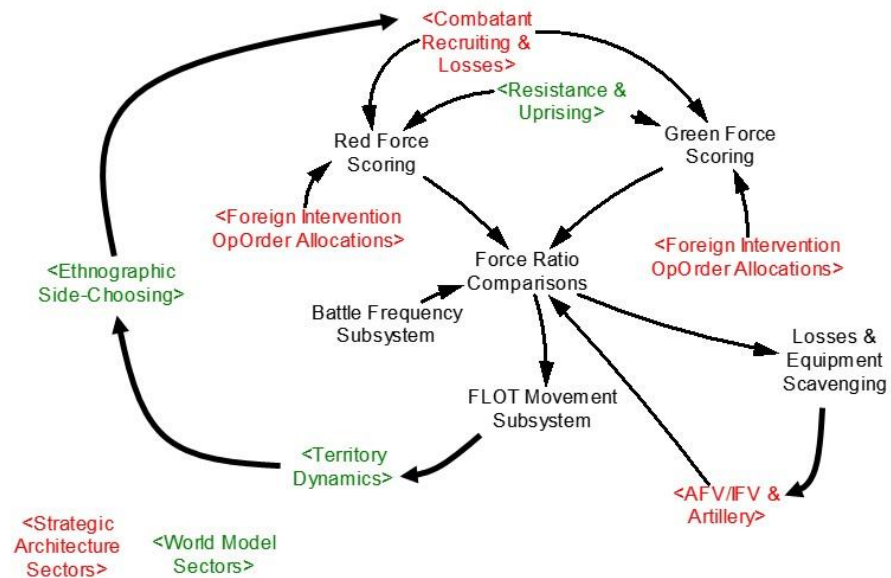 <Combatant
Recruiting &
Losses>
<Resistance &
Uprising>
Red Force
Scoring
Green Force
Scoring
<Foreign Intervention
OpOrder Allocations>
<Foreign Intervention
OpOrder Allocations>
<Ethnographic
Side-Choosing>
Force Ratio
Comparisons
Battle Frequency
Subsystem
Losses &
Equipment
Scavenging
FLOT Movement
Subsystem
<Territory
Dynamics>
<AFV/IFV &
Artillery>
<Strategic
Architecture
Sectors>
<World Model
Sectors>